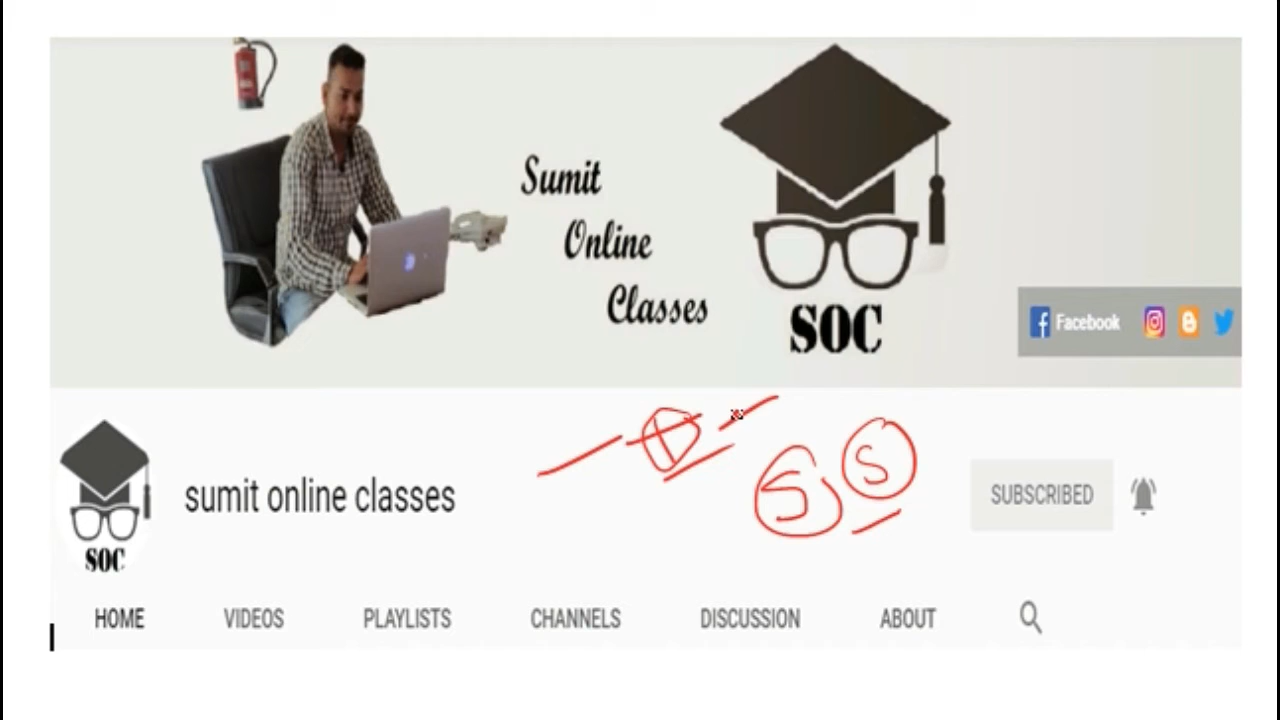 Sumit
Online
Classes
SOC
Facebook
sumit online classes
SOC
S S
SUBSCRIBED
HOME VIDEOS PLAYLISTS CHANNELS DISCUSSION ABOUT